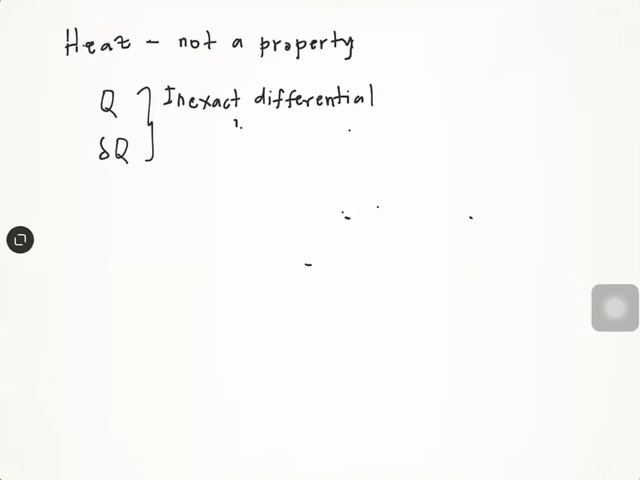 Heat - not a property
Q } Inexact differential
δQ